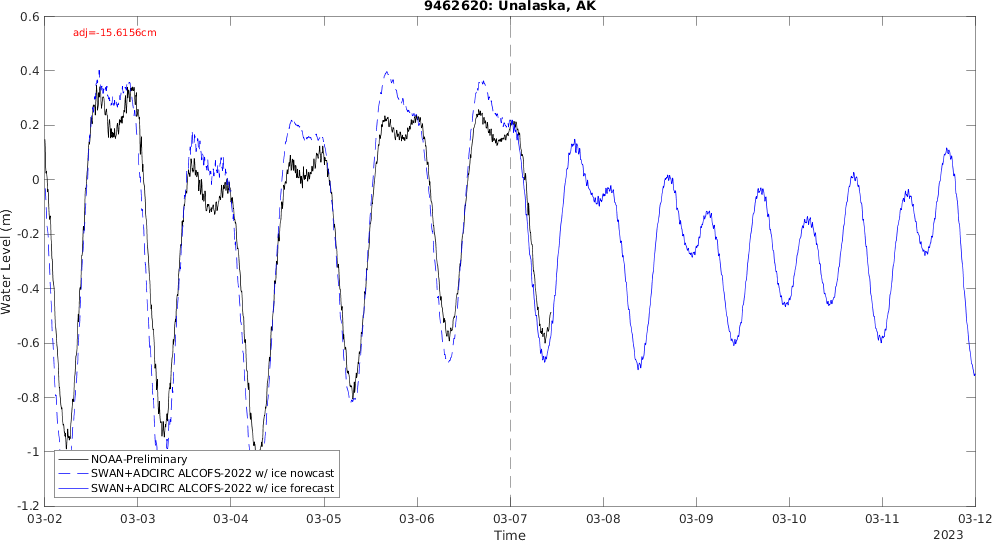 9462620: Unalaska, AK
adj=-15.6156cm
0.6
0.4
0.2
0
-0.2
-0.4
-0.6
-0.8
-1
-1.2
Water Level (m)
NOAA-Preliminary
SWAN+ADCIRC ALCOFS-2022 w/ ice nowcast
SWAN+ADCIRC ALCOFS-2022 w/ ice forecast
03-02 03-03 03-04 03-05 03-06 03-07 03-08 03-09 03-10 03-11 03-12
Time
2023